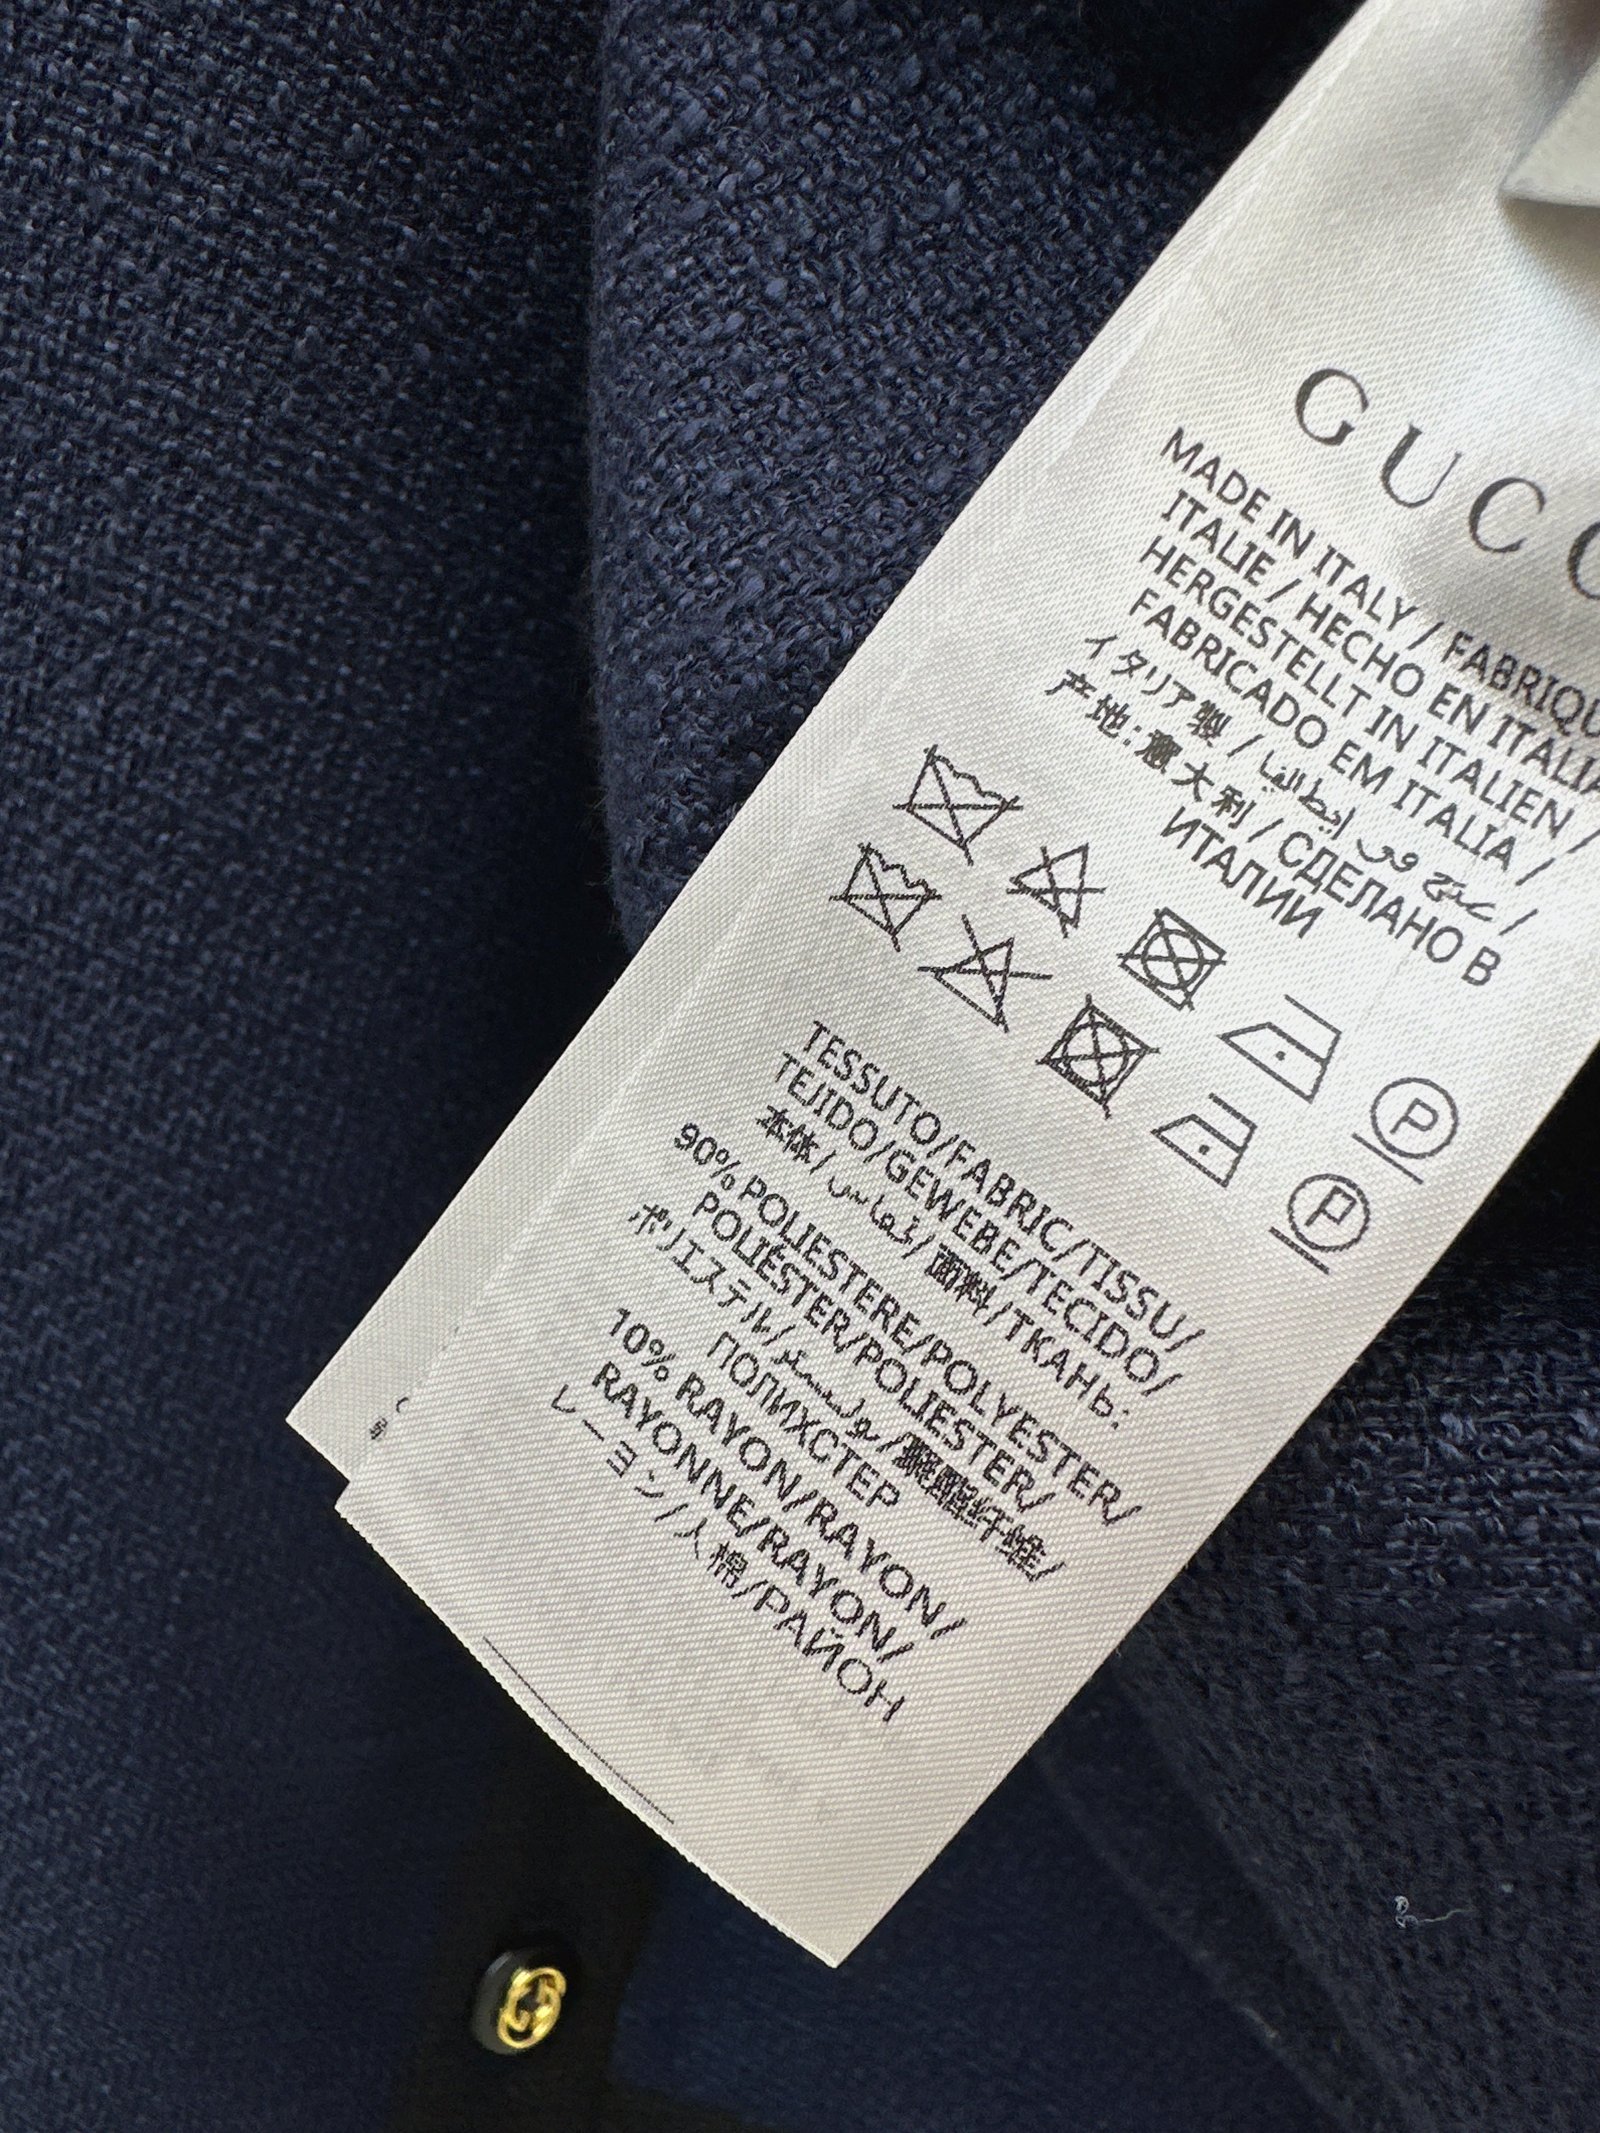 GUCC
MADE IN ITALY / FABRIQU
ITALIE / HECHO EN ITALIA
HERGESTELLT IN ITALIEN /
FABRICADO EM ITALIA /
イタリア製 / صنع في إيطاليا /
产地:意大利 / СДЕЛАНО В
ИТАЛИИ
P
P
TESSUTO/FABRIC/TISSU/
TEJIDO/GEWEBE/TECIDO/
本体/قماش/面料/ТКАНЬ:
90% POLIESTERE/POLYESTER/
POLIÉSTER/POLIESTER/
ポリエステル/بوليستر/聚酯纤维/
ПОЛИХСТЕР
10% RAYON/RAYON/
RAYONNE/RAYON/
レーヨン/人棉/РАЙОН